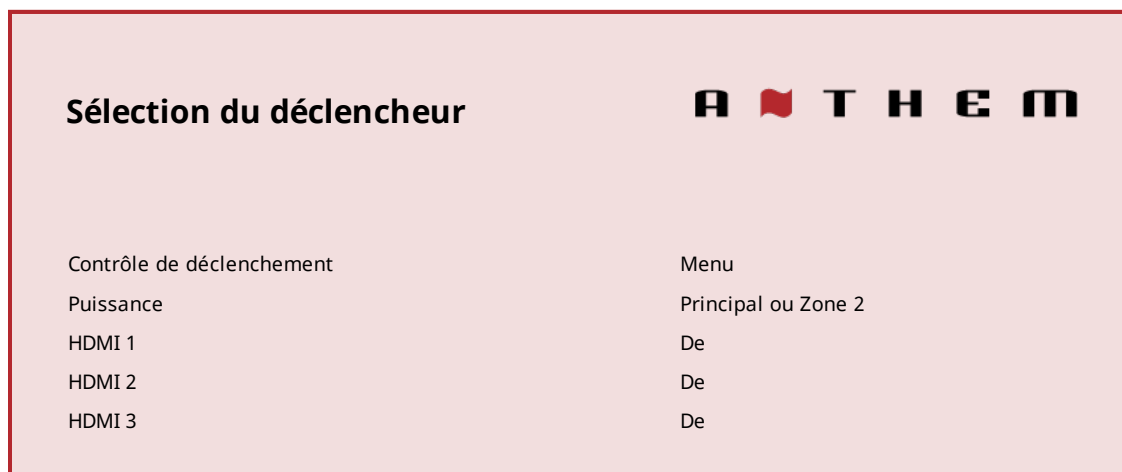 Sélection du déclencheur
ANTHEM
Contrôle de déclenchement Menu
Puissance Principal ou Zone 2
HDMI 1 De
HDMI 2 De
HDMI 3 De